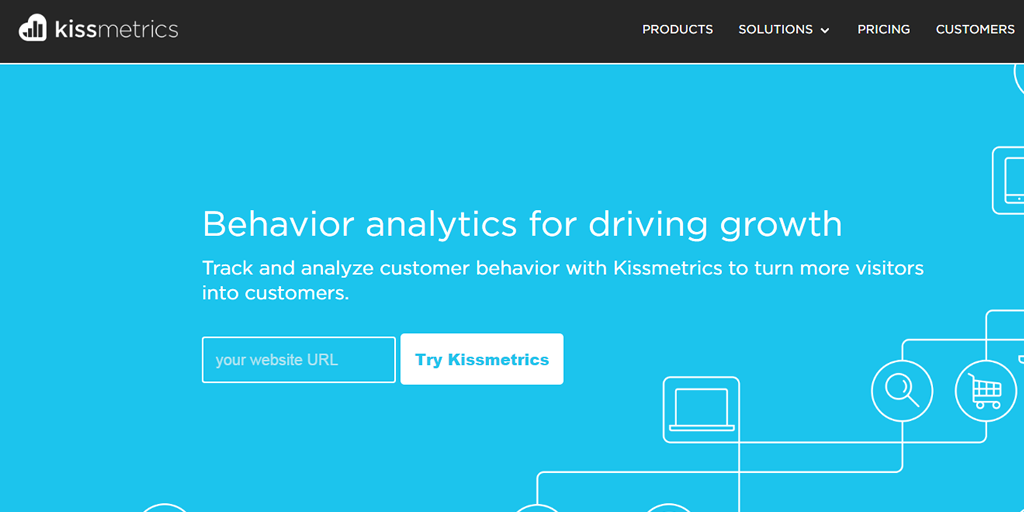 kissmetrics
PRODUCTS SOLUTIONS PRICING CUSTOMERS
Behavior analytics for driving growth
Track and analyze customer behavior with Kissmetrics to turn more visitors
into customers.
your website URL Try Kissmetrics